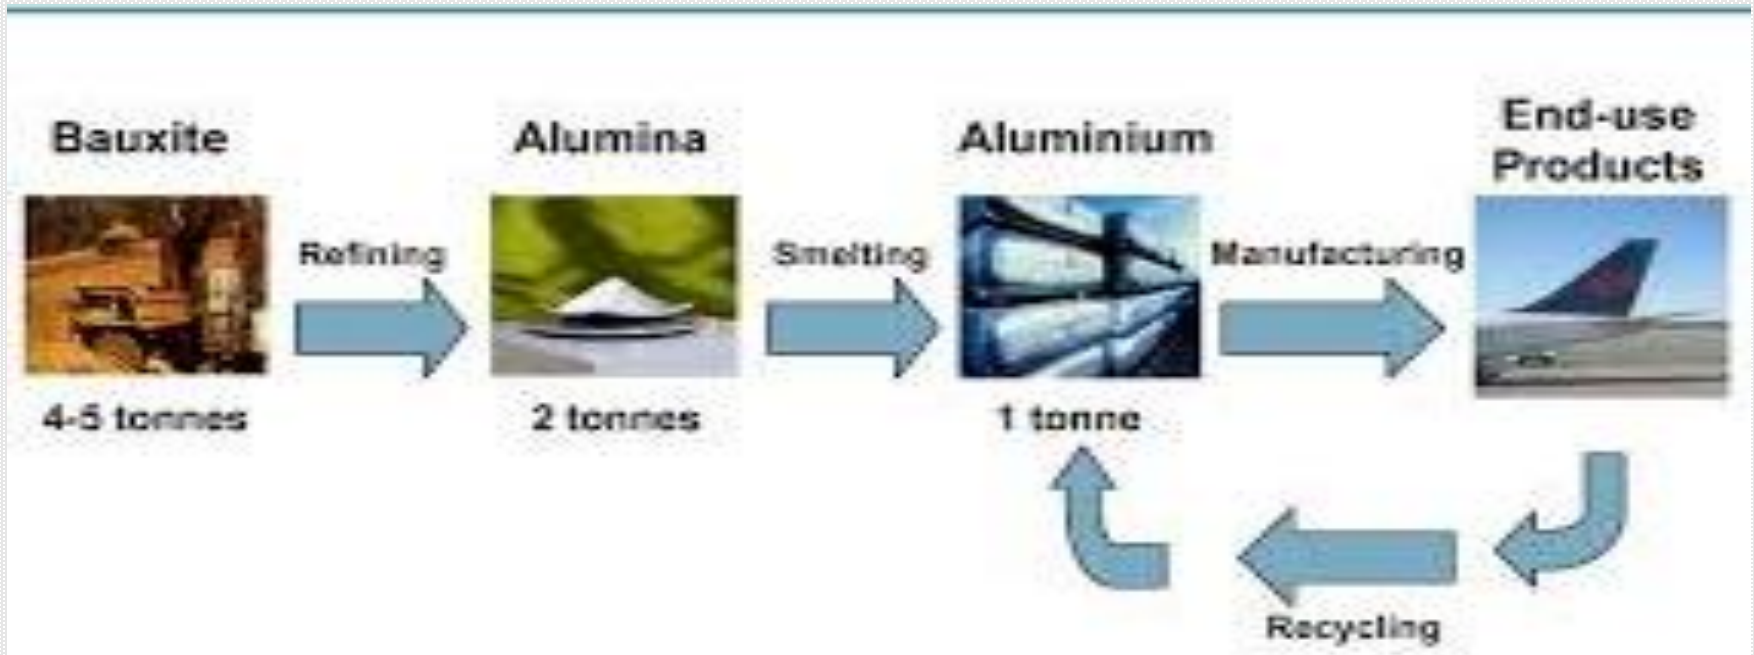 Bauxite
Alumina
Aluminium
End-use
Products
Refining
Smelting
Manufacturing
4-5 tonnes
2 tonnes
1 tonne
Recycling